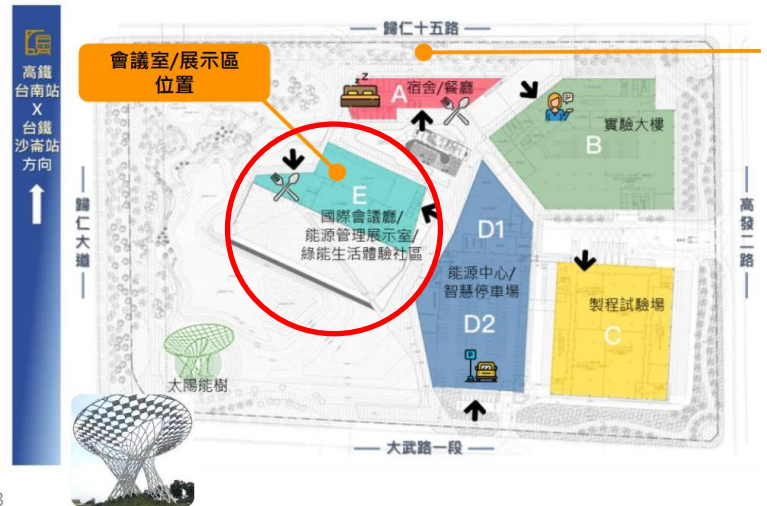 高鐵
台南站
X
台鐵
沙崙站
方向
歸仁十五路
會議室/展示區
位置
z z
A
宿舍/餐廳
B
實驗大樓
E
國際會議廳/
能源管理展示室/
綠能生活體驗社區
D1
能源中心/
智慧停車場
D2
P
C
製程試驗場
歸仁大道
高發二路
太陽能樹
大武路一段